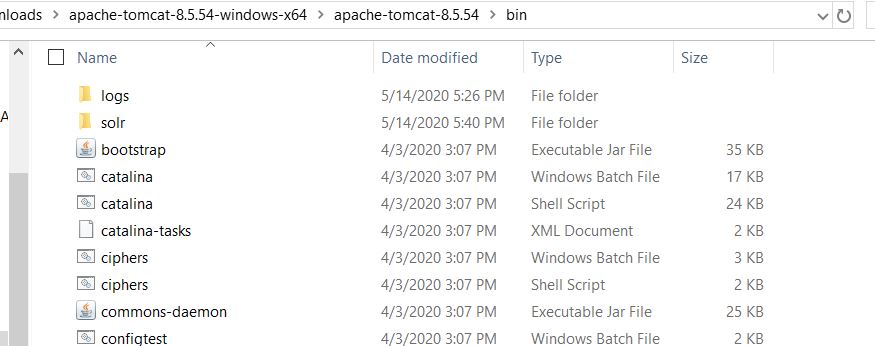 nloads > apache-tomcat-8.5.54-windows-x64 > apache-tomcat-8.5.54 > bin
Name Date modified Type Size
logs 5/14/2020 5:26 PM File folder
solr 5/14/2020 5:40 PM File folder
A
bootstrap 4/3/2020 3:07 PM Executable Jar File 35 KB
catalina 4/3/2020 3:07 PM Windows Batch File 17 KB
catalina 4/3/2020 3:07 PM Shell Script 24 KB
catalina-tasks 4/3/2020 3:07 PM XML Document 2 KB
ciphers 4/3/2020 3:07 PM Windows Batch File 3 KB
ciphers 4/3/2020 3:07 PM Shell Script 2 KB
commons-daemon 4/3/2020 3:07 PM Executable Jar File 25 KB
configtest 4/3/2020 3:07 PM Windows Batch File 2 KB